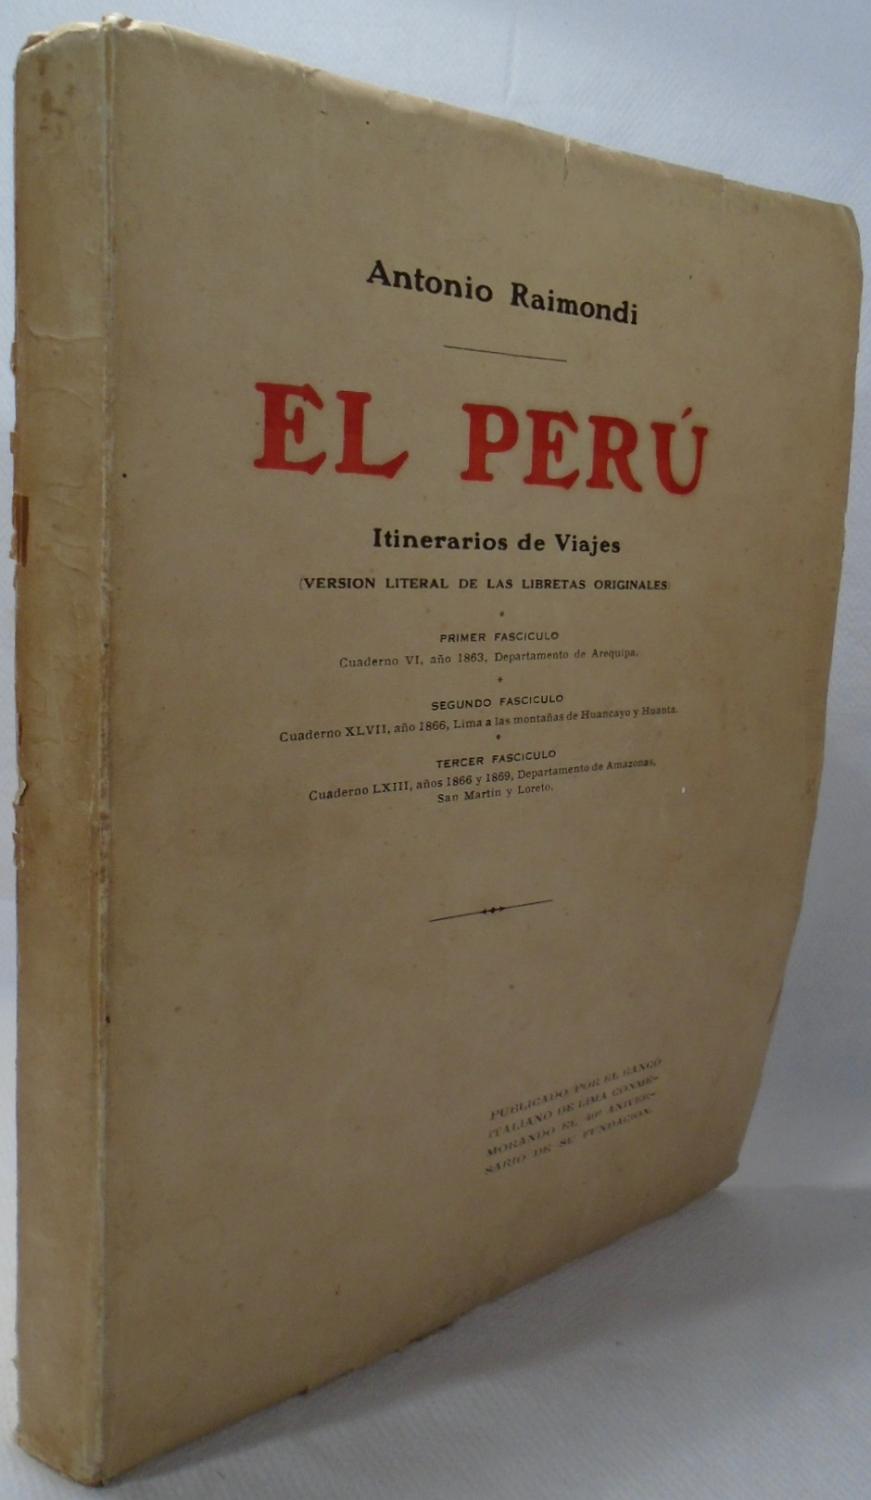 Antonio Raimondi
EL PERÚ
Itinerarios de Viajes
(VERSION LITERAL DE LAS LIBRETAS ORIGINALES)
PRIMER FASCICULO
Cuaderno VI, año 1863, Departamento de Arequipa.
SEGUNDO FASCICULO
Cuaderno XLVII, año 1866, Lima a las montañas de Huancayo y Huanta.
TERCER FASCICULO
Cuaderno LXIII, años 1866 y 1869, Departamento de Amazonas,
San Martin y Loreto.
PUBLICADO POR EL BANCO
ITALIANO DE LIMA CONME-
MORANDO EL 40º ANIVER-
SARIO DE SU FUNDACION.